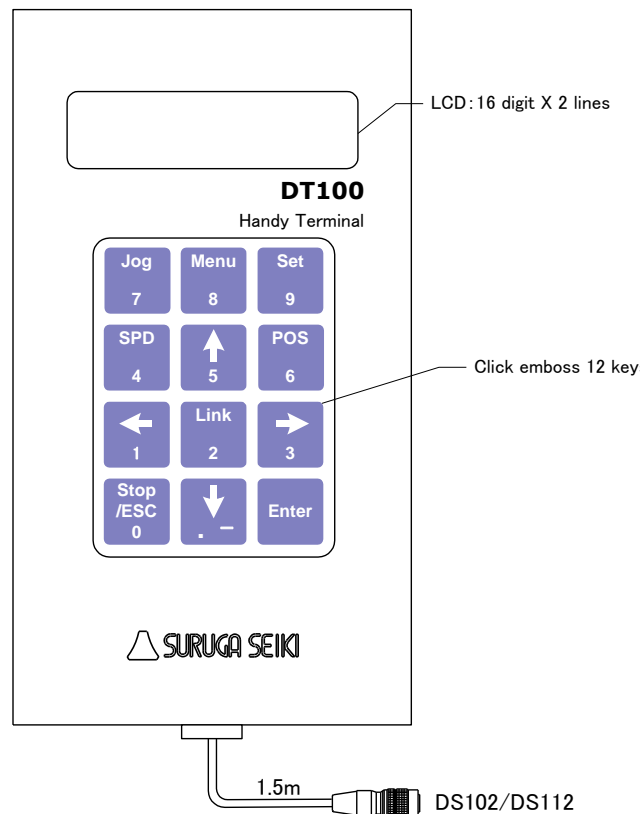 LCD:16 digit X 2 lines
DT100
Handy Terminal
Jog Menu Set
7 8 9
SPD POS
4 5 6
Click emboss 12 key
Link
1 2 3
Stop
/ESC Enter
0 . −
SURUGA SEIKI
1.5m
DS102/DS112